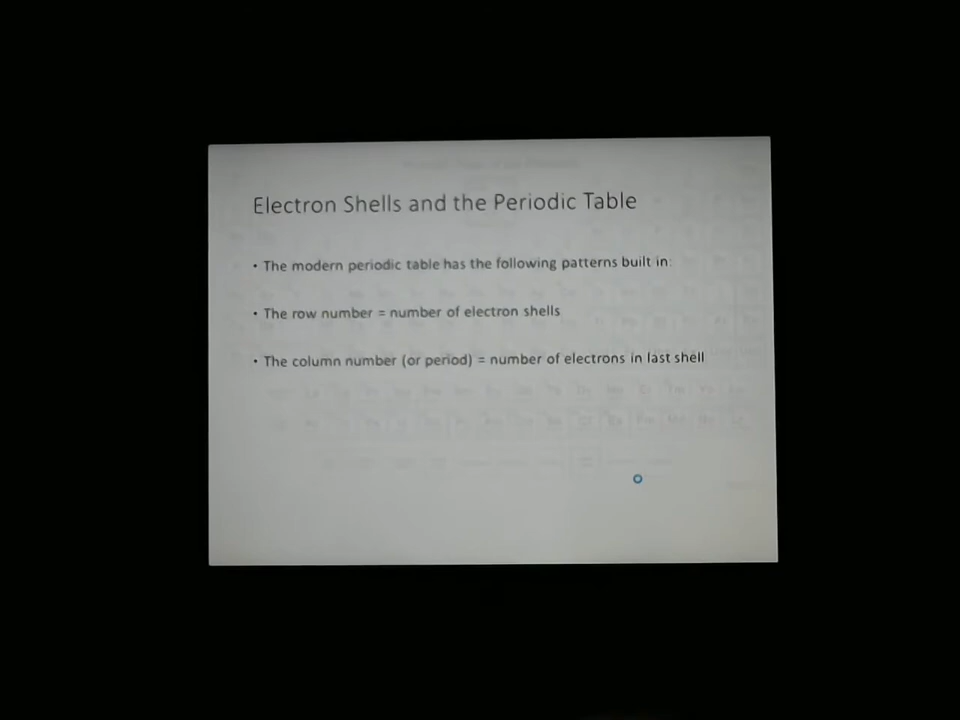 Electron Shells and the Periodic Table
• The modern periodic table has the following patterns built in:
• The row number = number of electron shells
• The column number (or period) = number of electrons in last shell